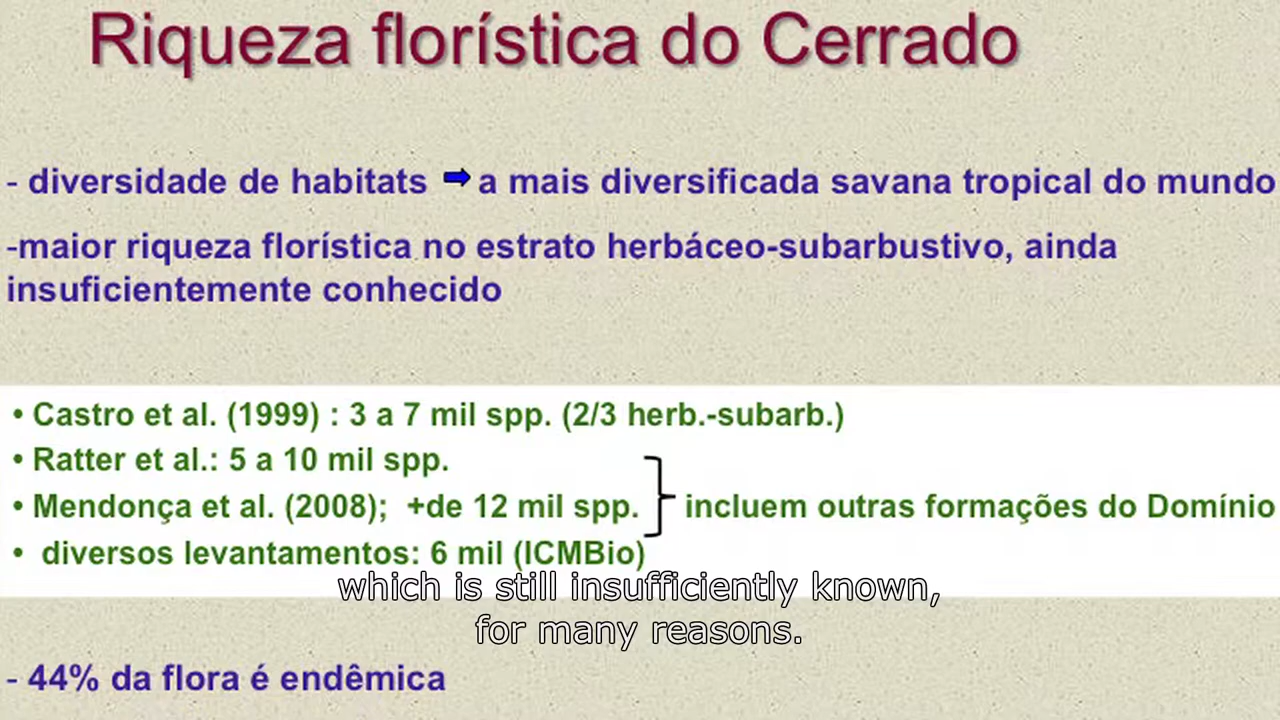 Riqueza florística do Cerrado
- diversidade de habitats ➡ a mais diversificada savana tropical do mundo
-maior riqueza florística no estrato herbáceo-subarbustivo, ainda
insuficientemente conhecido
• Castro et al. (1999) : 3 a 7 mil spp. (2/3 herb.-subarb.)
• Ratter et al.: 5 a 10 mil spp.
• Mendonça et al. (2008); +de 12 mil spp. incluem outras formações do Domínio
• diversos levantamentos: 6 mil (ICMBio)
which is still insufficiently known,
for many reasons.
- 44% da flora é endêmica